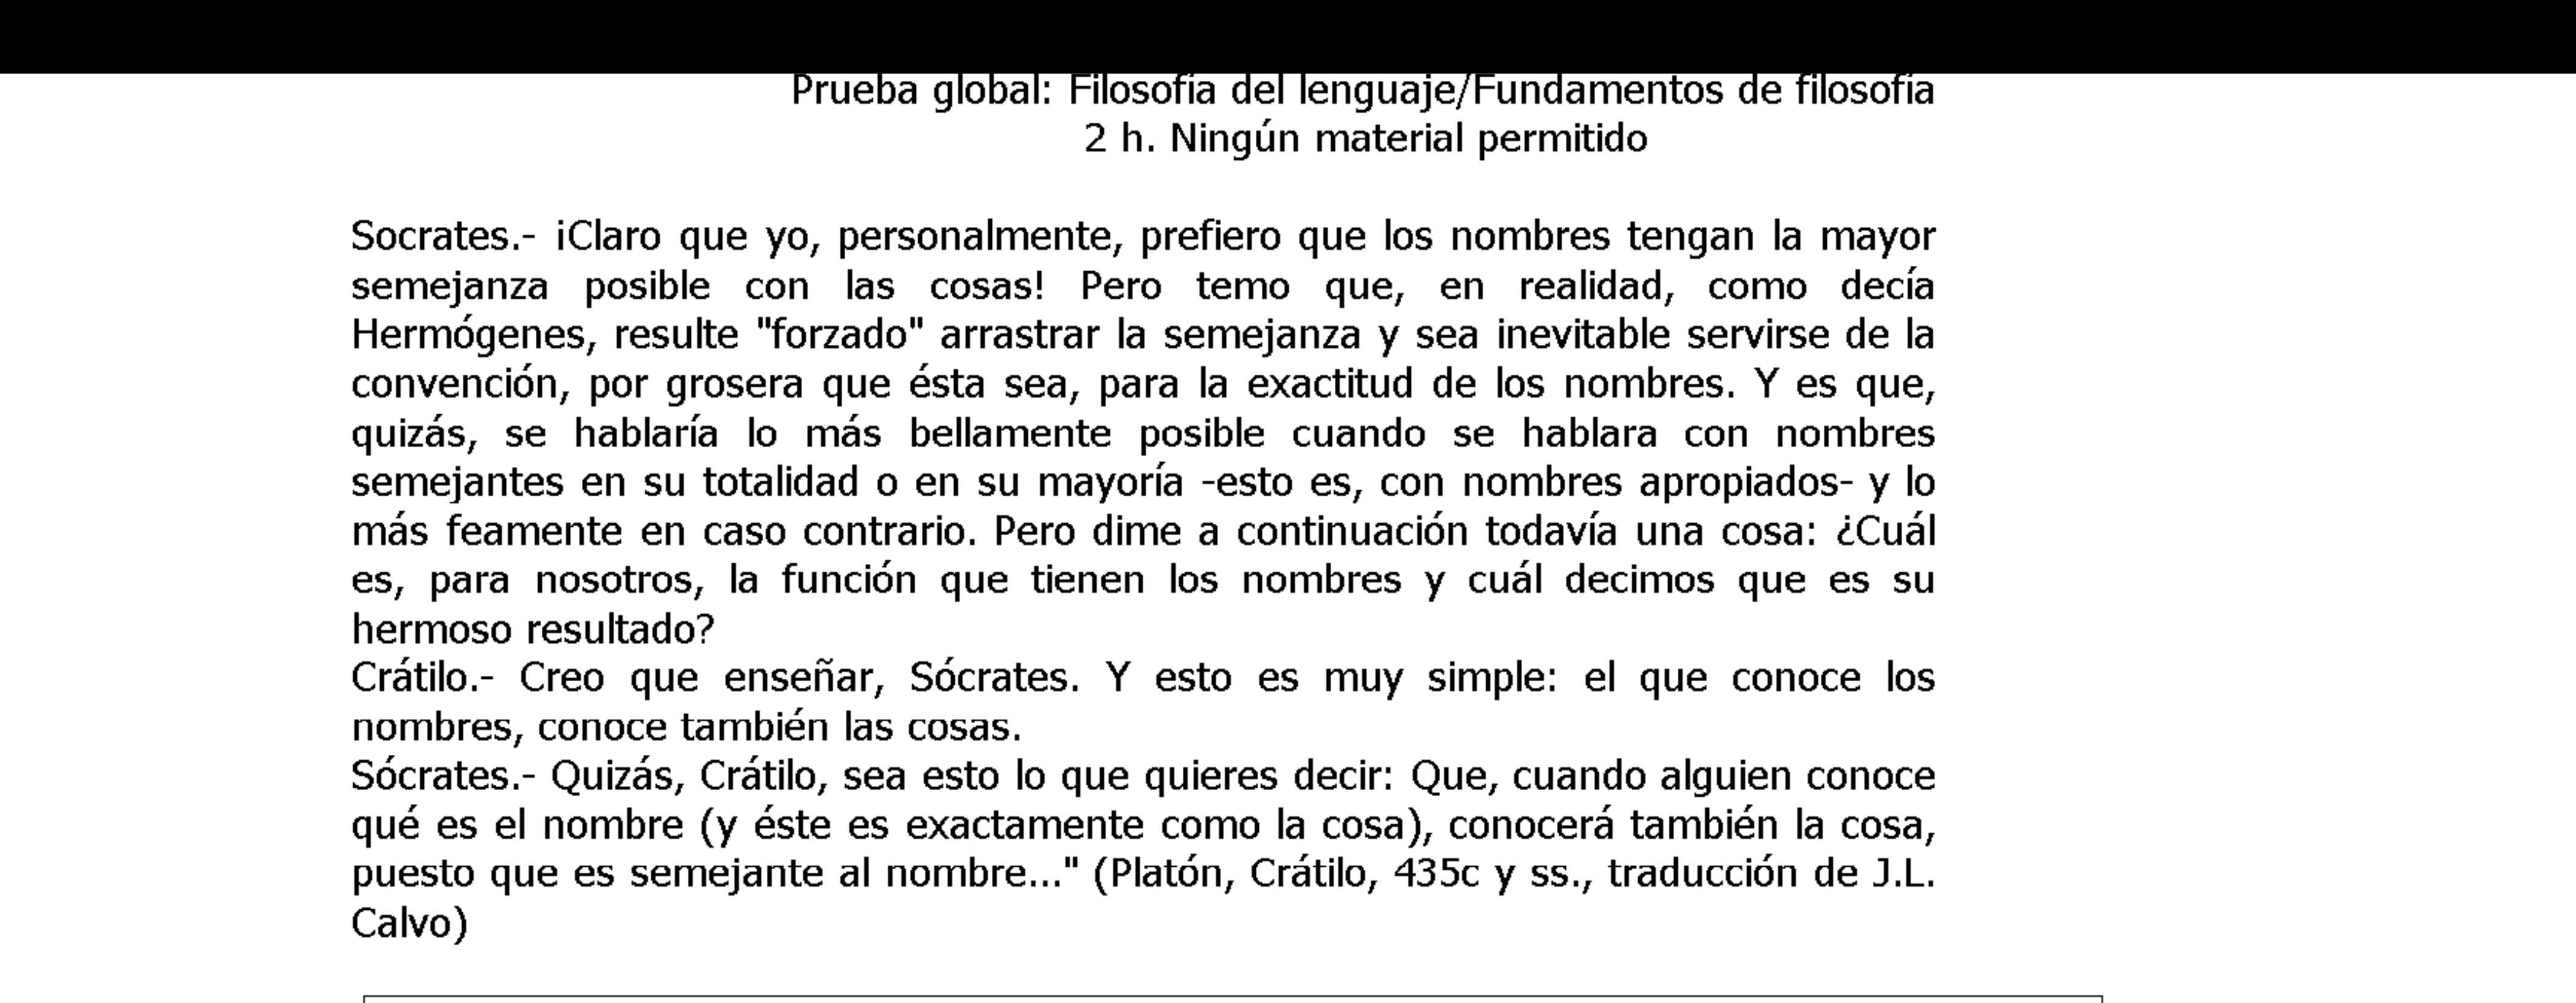 Prueba global: Filosofía del lenguaje/Fundamentos de filosofía
2 h. Ningún material permitido
Socrates.- ¡Claro que yo, personalmente, prefiero que los nombres tengan la mayor
semejanza posible con las cosas! Pero temo que, en realidad, como decía
Hermógenes, resulte "forzado" arrastrar la semejanza y sea inevitable servirse de la
convención, por grosera que ésta sea, para la exactitud de los nombres. Y es que,
quizás, se hablaría lo más bellamente posible cuando se hablara con nombres
semejantes en su totalidad o en su mayoría -esto es, con nombres apropiados- y lo
más feamente en caso contrario. Pero dime a continuación todavía una cosa: ¿Cuál
es, para nosotros, la función que tienen los nombres y cuál decimos que es su
hermoso resultado?
Crátilo.- Creo que enseñar, Sócrates. Y esto es muy simple: el que conoce los
nombres, conoce también las cosas.
Sócrates.- Quizás, Crátilo, sea esto lo que quieres decir: Que, cuando alguien conoce
qué es el nombre (y éste es exactamente como la cosa), conocerá también la cosa,
puesto que es semejante al nombre..." (Platón, Crátilo, 435c y ss., traducción de J.L.
Calvo)